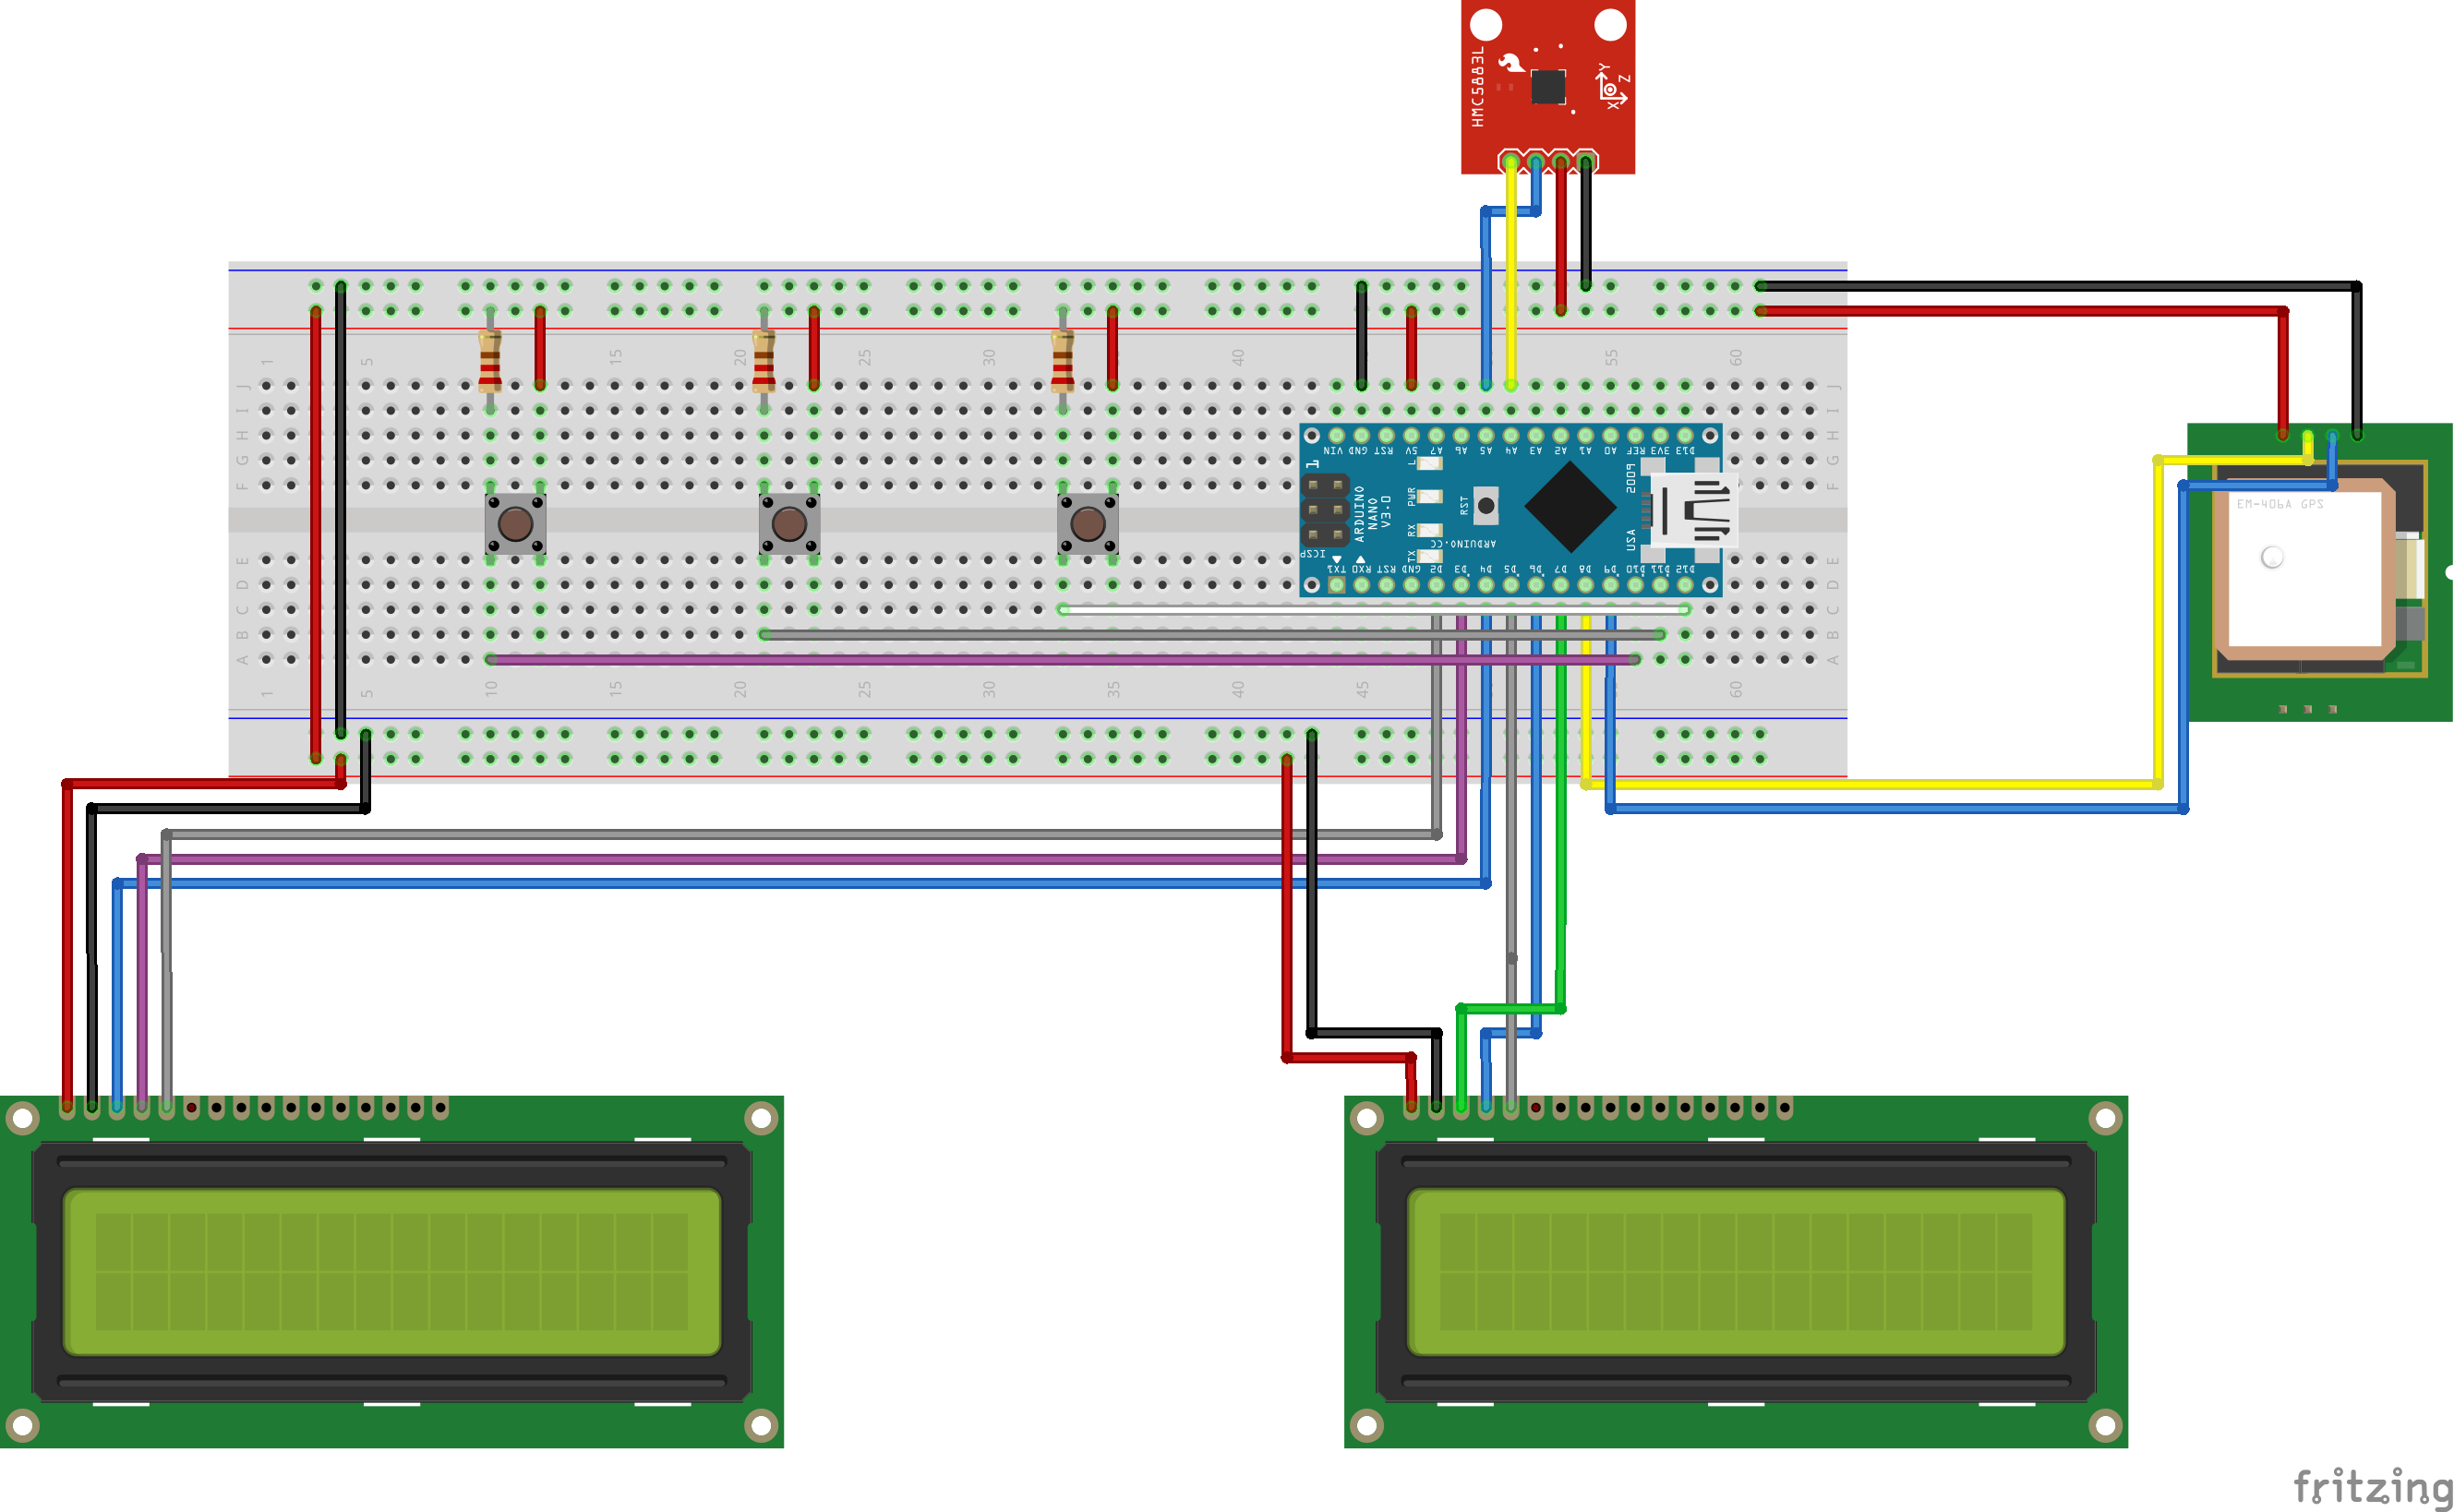 HMC5883L
Y
Z
X
1 5 15 20 25 30 40 55 60
J J
I I
H H
G G
F F
VIN GND RST 5V A7 A6 A5 A4 A3 A2 A1 A0 REF 3V3 D13
1
L
PWR
RX
TX
ARDUINO
NANO
V3.0
RST
ARDUINO.CC
2009
USA
ICSP
TX1 RX0 RST GND D2 D3 D4 D5 D6 D7 D8 D9 D10 D11 D12
EM-406A GPS
E E
D D
C C
B B
A A
1 5 10 15 20 25 30 35 40 45 60
fritzing